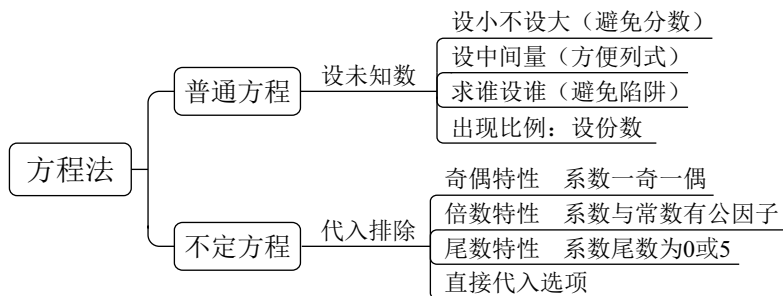 方程法
普通方程
设未知数
设小不设大（避免分数）
设中间量（方便列式）
求谁设谁（避免陷阱）
出现比例：设份数
不定方程
代入排除
奇偶特性 系数一奇一偶
倍数特性 系数与常数有公因子
尾数特性 系数尾数为0或5
直接代入选项